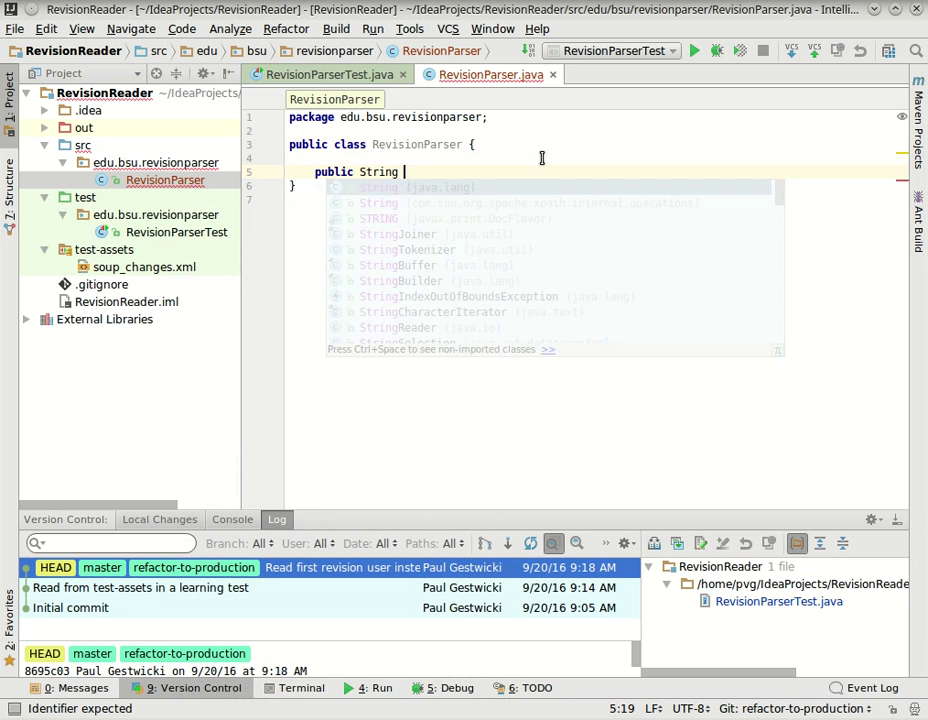 RevisionReader - [~/IdeaProjects/RevisionReader] - [RevisionReader] - ~/IdeaProjects/RevisionReader/src/edu/bsu/revisionparser/RevisionParser.java - Intelli...
File Edit View Navigate Code Analyze Refactor Build Run Tools VCS Window Help
RevisionReader src edu bsu revisionparser RevisionParser RevisionParserTest VCS VCS
1: Project
7: Structure
2: Favorites
Project
RevisionReader ~/IdeaProjects/
.idea
out
src
edu.bsu.revisionparser
RevisionParser
test
edu.bsu.revisionparser
RevisionParserTest
test-assets
soup_changes.xml
.gitignore
RevisionReader.iml
External Libraries
RevisionParserTest.java RevisionParser.java
RevisionParser
1 package edu.bsu.revisionparser;
2
3 public class RevisionParser {
4
5 public String
6 }
7
String (java.lang)
String (com.sun.org.apache.xpath.internal.operations)
STRING (javax.print.DocFlavor)
StringJoiner (java.util)
StringTokenizer (java.util)
StringBuffer (java.lang)
StringBuilder (java.lang)
StringIndexOutOfBoundsException (java.lang)
StringCharacterIterator (java.text)
StringReader (java.io)
StringSelection (java.awt.datatransfer)
Press Ctrl+Space to see non-imported classes >>
Maven Projects
Ant Build
Version Control: Local Changes Console Log
Branch: All User: All Date: All Paths: All
HEAD master refactor-to-production Read first revision user inste Paul Gestwicki 9/20/16 9:18 AM
Read from test-assets in a learning test Paul Gestwicki 9/20/16 9:14 AM
Initial commit Paul Gestwicki 9/20/16 9:05 AM
HEAD master refactor-to-production
8695c03 Paul Gestwicki on 9/20/16 at 9:18 AM
RevisionReader 1 file
/home/pvg/IdeaProjects/RevisionReade
RevisionParserTest.java
0: Messages 9: Version Control Terminal 4: Run 5: Debug 6: TODO Event Log
Identifier expected 5:19 LF UTF-8 Git: refactor-to-production